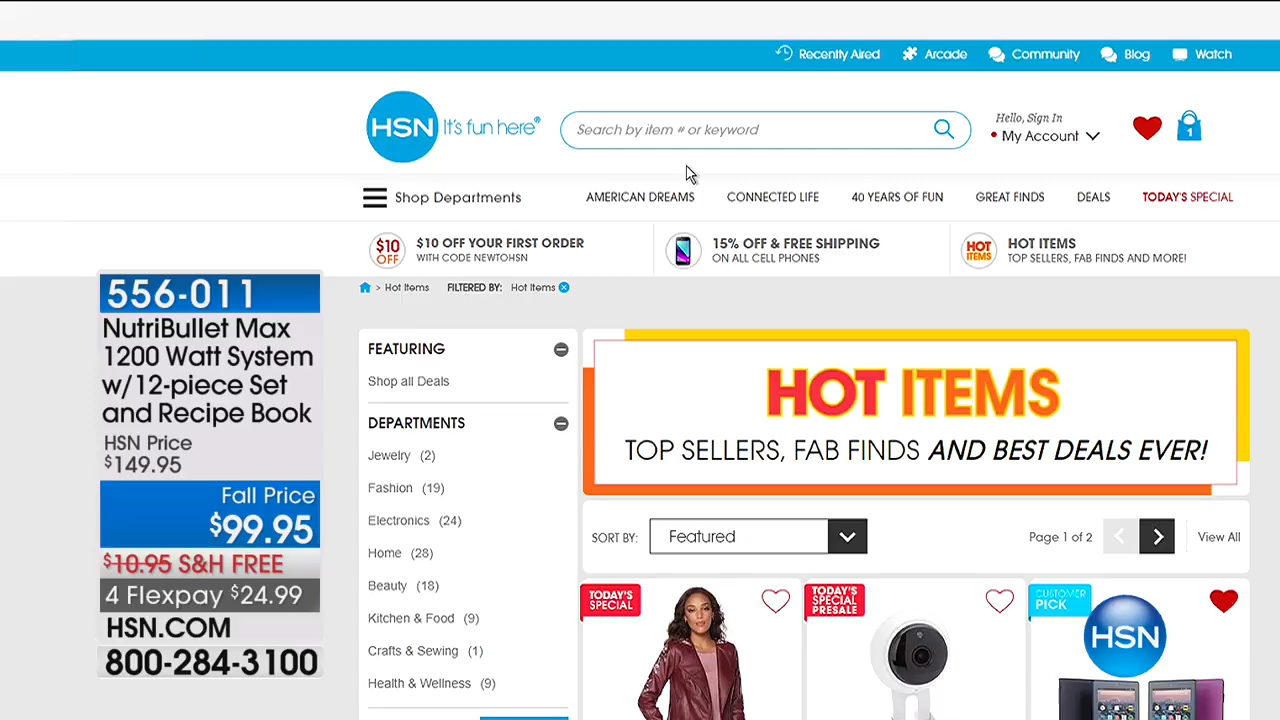 Recently Aired
Arcade
Community
Blog
Watch
HSN It's fun here®
Search by item # or keyword
Hello, Sign In
My Account
1
Shop Departments
AMERICAN DREAMS
CONNECTED LIFE
40 YEARS OF FUN
GREAT FINDS
DEALS
TODAY'S SPECIAL
$10 OFF
$10 OFF YOUR FIRST ORDER
WITH CODE NEWTOHSN
15% OFF & FREE SHIPPING
ON ALL CELL PHONES
HOT ITEMS
HOT ITEMS
TOP SELLERS, FAB FINDS AND MORE!
> Hot Items FILTERED BY: Hot Items
556-011
NutriBullet Max
1200 Watt System
w/12-piece Set
and Recipe Book
HSN Price
$149.95
Fall Price
$99.95
$10.95 S&H FREE
4 Flexpay $24.99
HSN.COM
800-284-3100
FEATURING
Shop all Deals
DEPARTMENTS
Jewelry (2)
Fashion (19)
Electronics (24)
Home (28)
Beauty (18)
Kitchen & Food (9)
Crafts & Sewing (1)
Health & Wellness (9)
HOT ITEMS
TOP SELLERS, FAB FINDS AND BEST DEALS EVER!
SORT BY: Featured
Page 1 of 2
View All
TODAY'S
SPECIAL
TODAY'S
SPECIAL
PRESALE
CUSTOMER
PICK
HSN